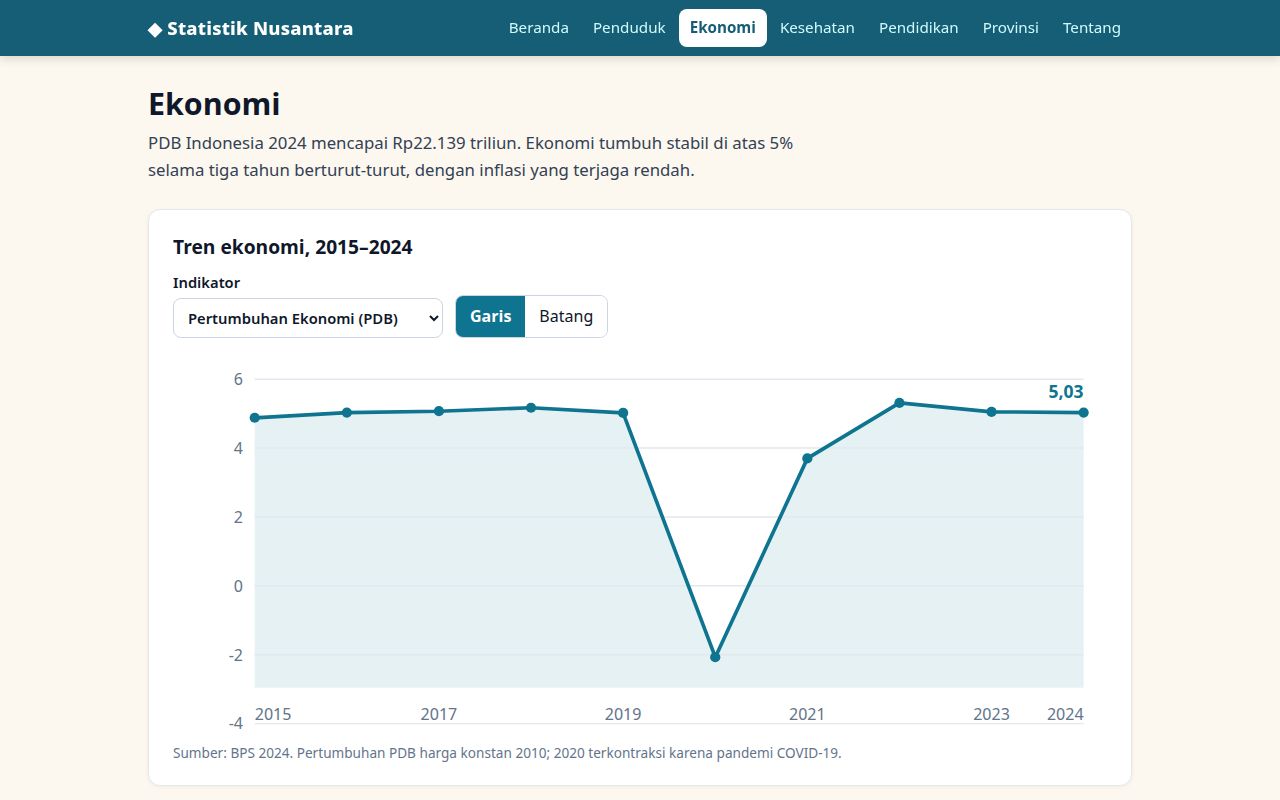 ◆ Statistik Nusantara
Beranda Penduduk Ekonomi Kesehatan Pendidikan Provinsi Tentang
Ekonomi
PDB Indonesia 2024 mencapai Rp22.139 triliun. Ekonomi tumbuh stabil di atas 5%
selama tiga tahun berturut-turut, dengan inflasi yang terjaga rendah.
Tren ekonomi, 2015–2024
Indikator
Pertumbuhan Ekonomi (PDB) Garis Batang
6
5,03
4
2
0
-2
-4
2015 2017 2019 2021 2023 2024
Sumber: BPS 2024. Pertumbuhan PDB harga konstan 2010; 2020 terkontraksi karena pandemi COVID-19.